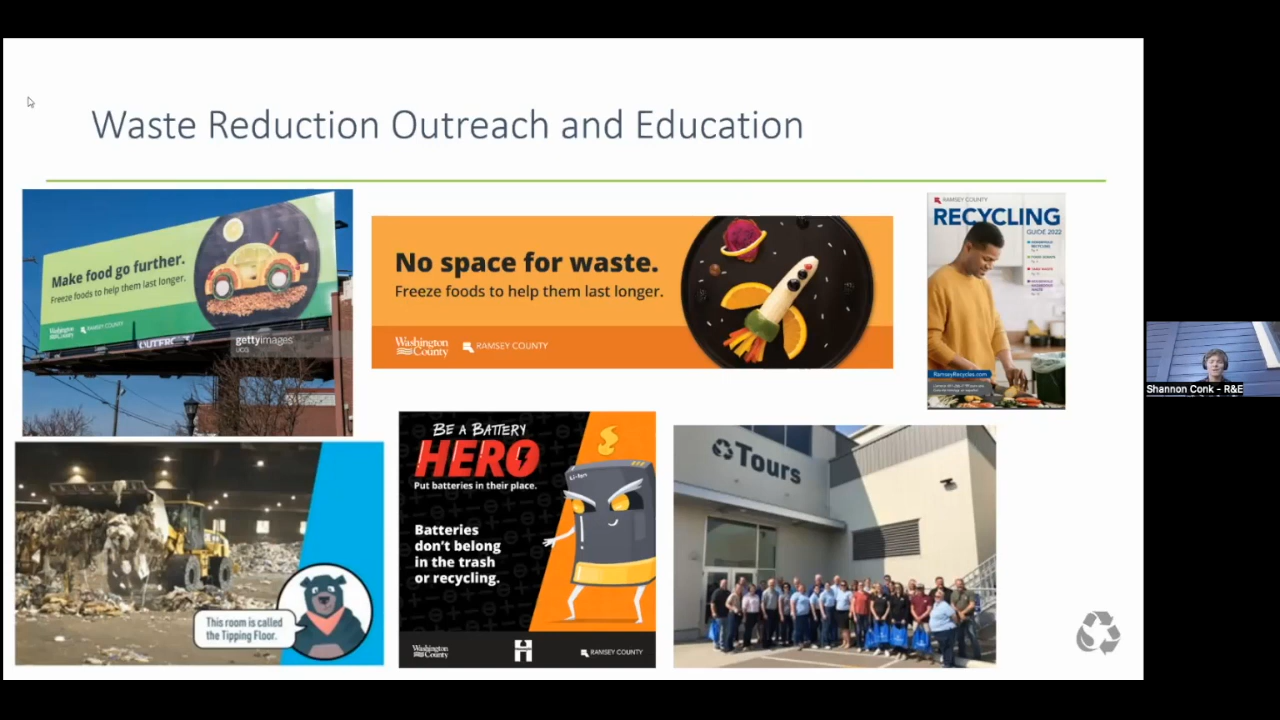 Waste Reduction Outreach and Education
Make food go further.
Freeze foods to help them last longer.
Washington
County
RAMSEY COUNTY
OUTFRONT
gettyimages
UCG
No space for waste.
Freeze foods to help them last longer.
Washington
County
RAMSEY COUNTY
RAMSEY COUNTY
RECYCLING
GUIDE 2022
RamseyRecycles.com
Shannon Conk - R&E
This room is called
the Tipping Floor.
BE A BATTERY
HERO
Put batteries in their place.
Li-Ion
Batteries
don't belong
in the trash
or recycling.
Washington
County
RAMSEY COUNTY
Tours